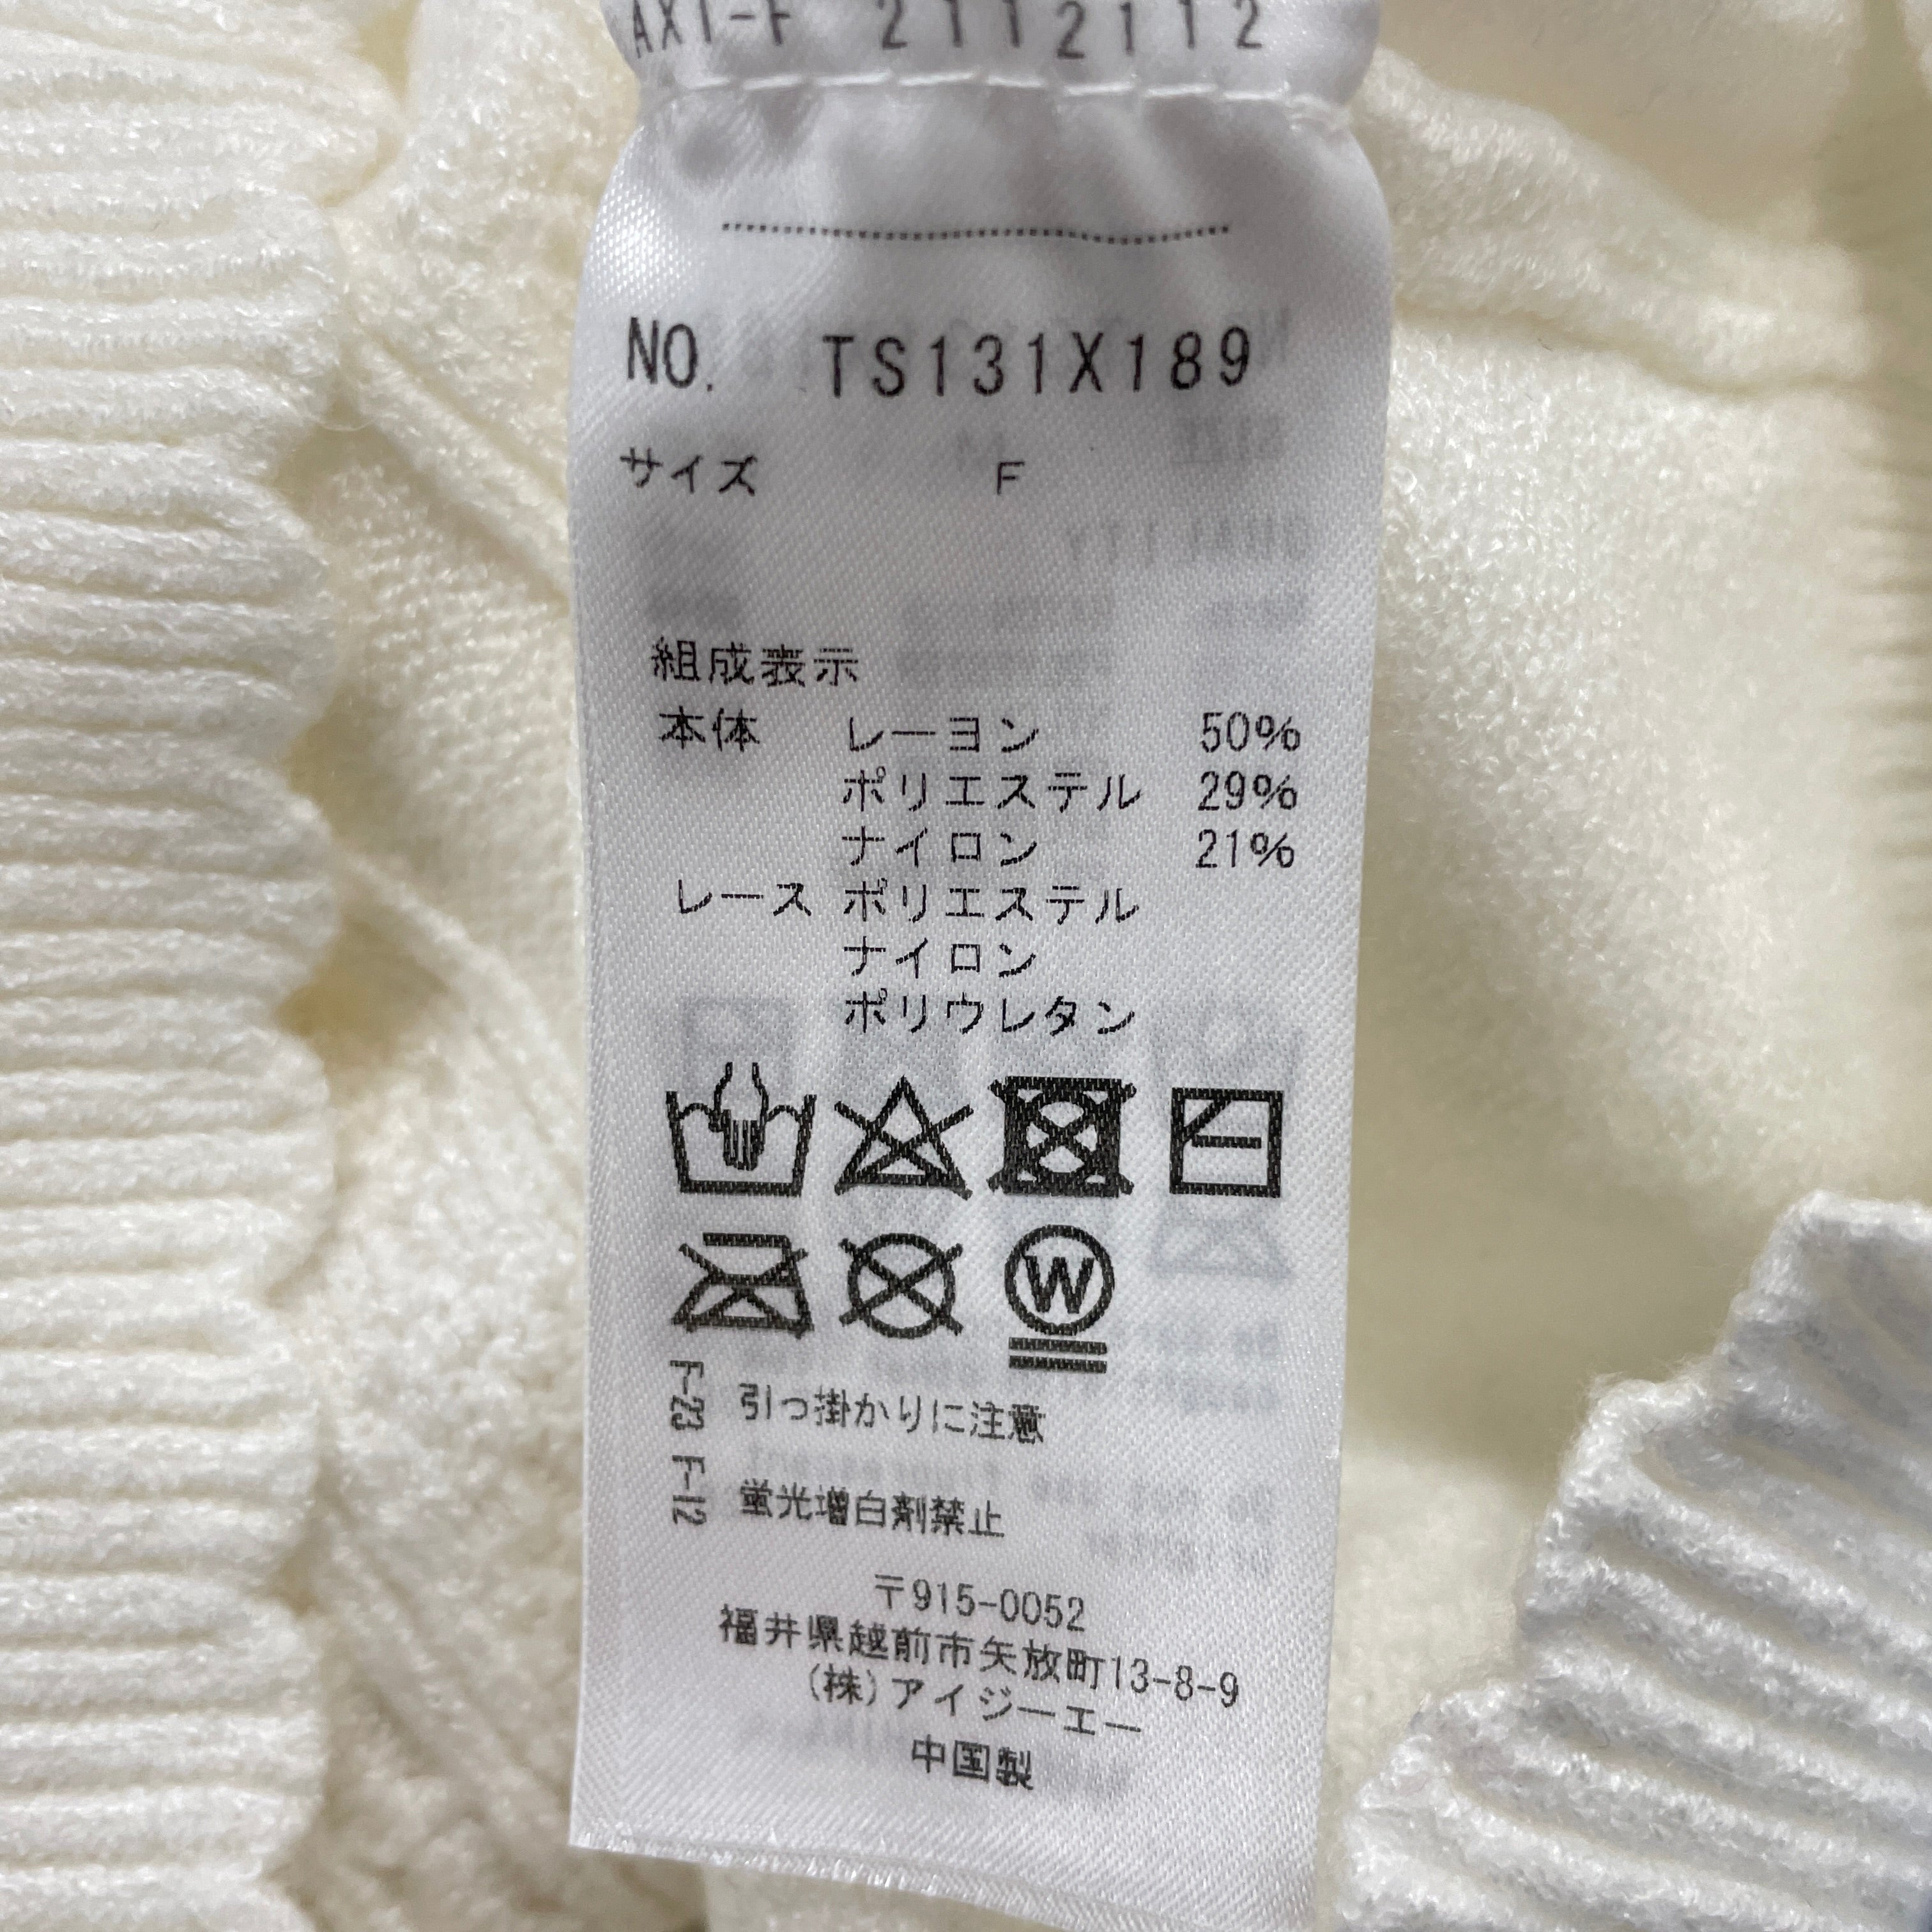 AX1-F 2112112
NO. TS131X189
サイズ F
組成表示
本体 レーヨン 50%
ポリエステル 29%
ナイロン 21%
レース ポリエステル
ナイロン
ポリウレタン
W
F-23 引っ掛かりに注意
F-12 蛍光増白剤禁止
〒915-0052
福井県越前市矢放町13-8-9
(株)アイジーエー
中国製